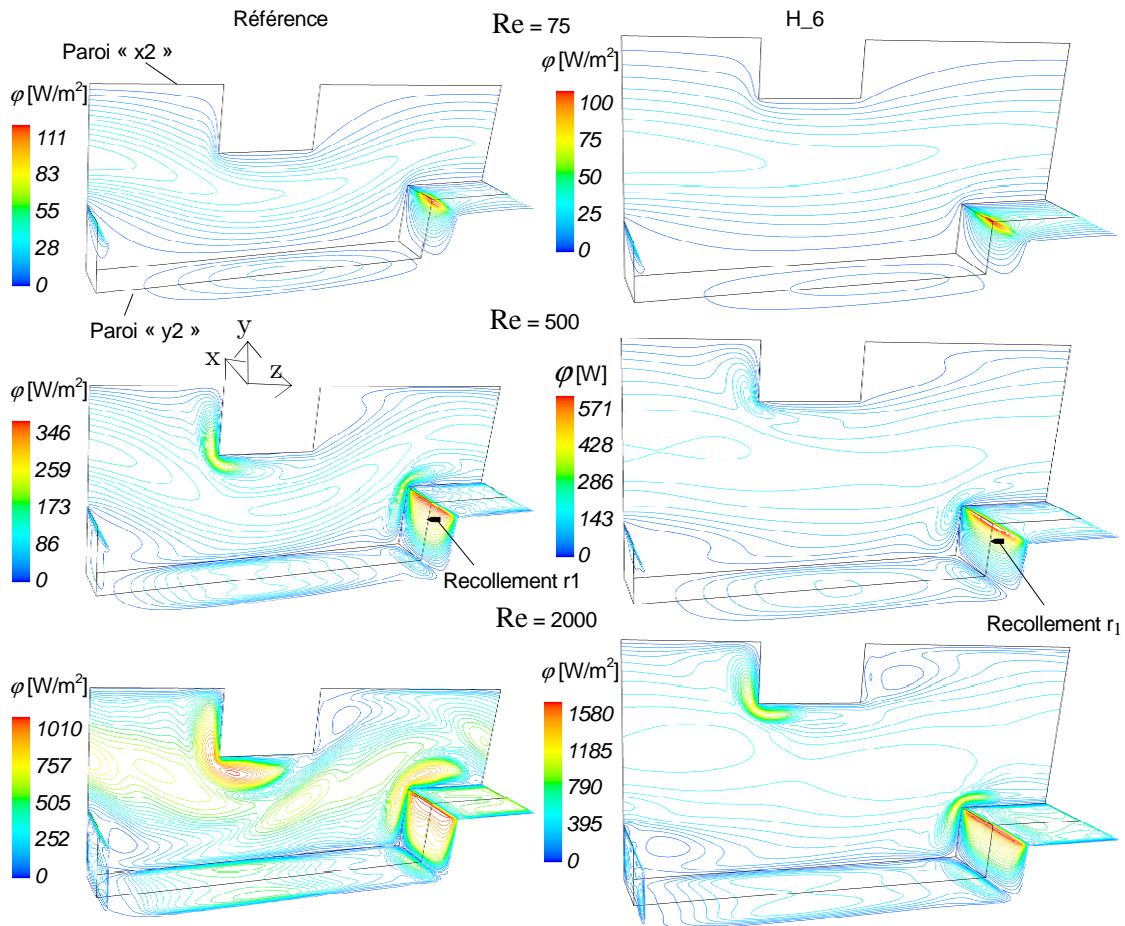 Référence
Re = 75
H_6
Paroi « x2 »
φ [W/m²]
111
83
55
28
0
φ [W/m²]
100
75
50
25
0
Paroi « y2 »
Re = 500
y
x
z
φ [W/m²]
346
259
173
86
0
φ [W]
571
428
286
143
0
Recollement r1
Recollement r₁
Re = 2000
φ [W/m²]
1010
757
505
252
0
φ [W/m²]
1580
1185
790
395
0